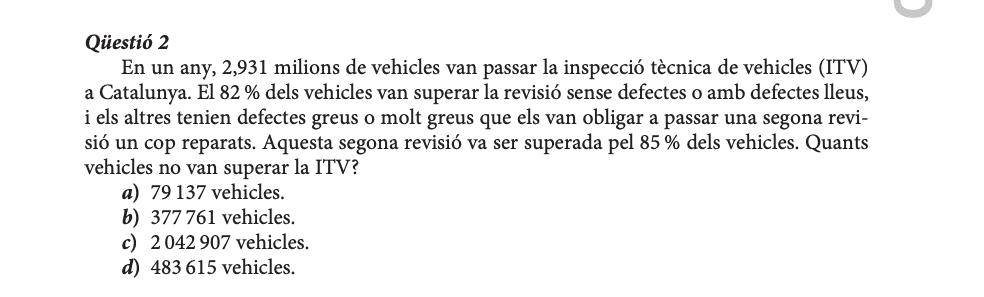 Qüestió 2
En un any, 2,931 milions de vehicles van passar la inspecció tècnica de vehicles (ITV)
a Catalunya. El 82 % dels vehicles van superar la revisió sense defectes o amb defectes lleus,
i els altres tenien defectes greus o molt greus que els van obligar a passar una segona revi-
sió un cop reparats. Aquesta segona revisió va ser superada pel 85 % dels vehicles. Quants
vehicles no van superar la ITV?
a) 79 137 vehicles.
b) 377 761 vehicles.
c) 2 042 907 vehicles.
d) 483 615 vehicles.